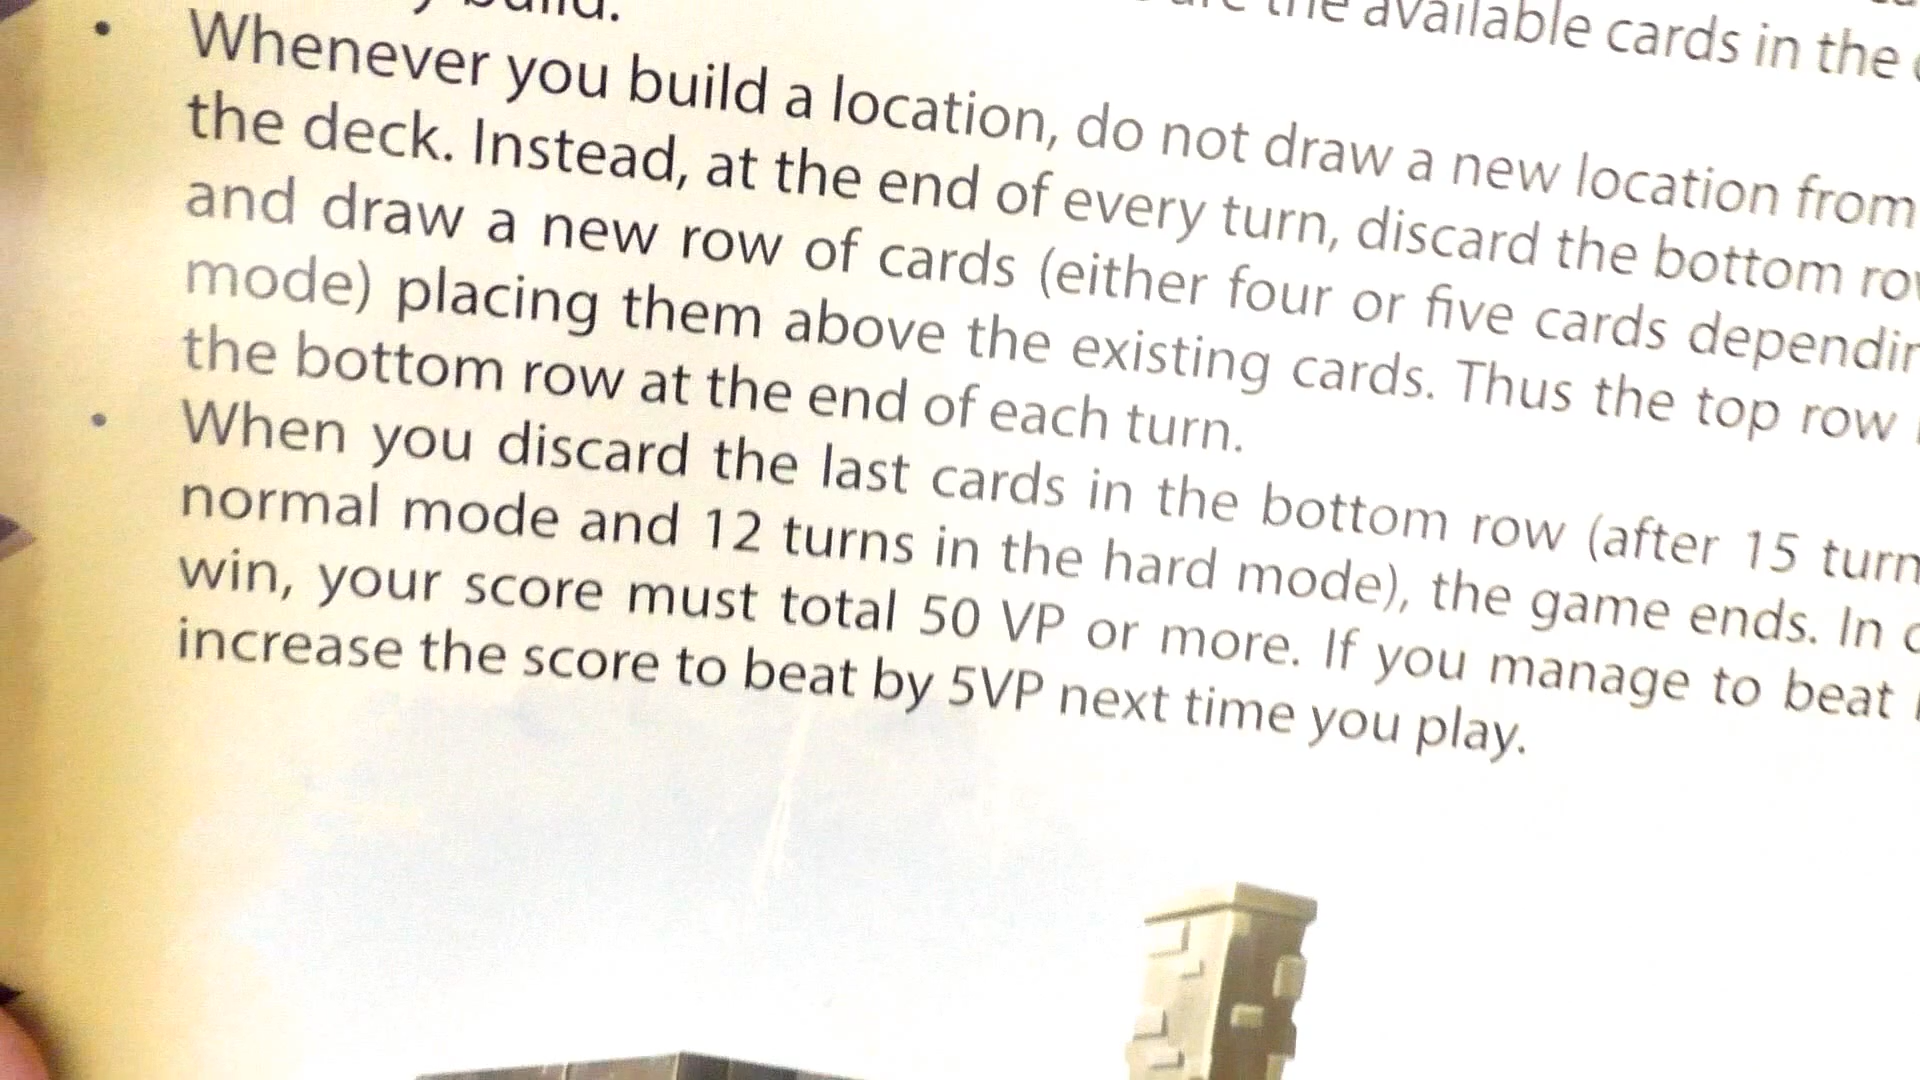 the available cards in the
• Whenever you build a location, do not draw a new location from
the deck. Instead, at the end of every turn, discard the bottom
and draw a new row of cards (either four or five cards
mode) placing them above the existing cards. Thus the top row
the bottom row at the end of each turn.
• When you discard the last cards in the bottom row (after 15
normal mode and 12 turns in the hard mode), the game ends. In
win, your score must total 50 VP or more. If you manage to beat
increase the score to beat by 5VP next time you play.